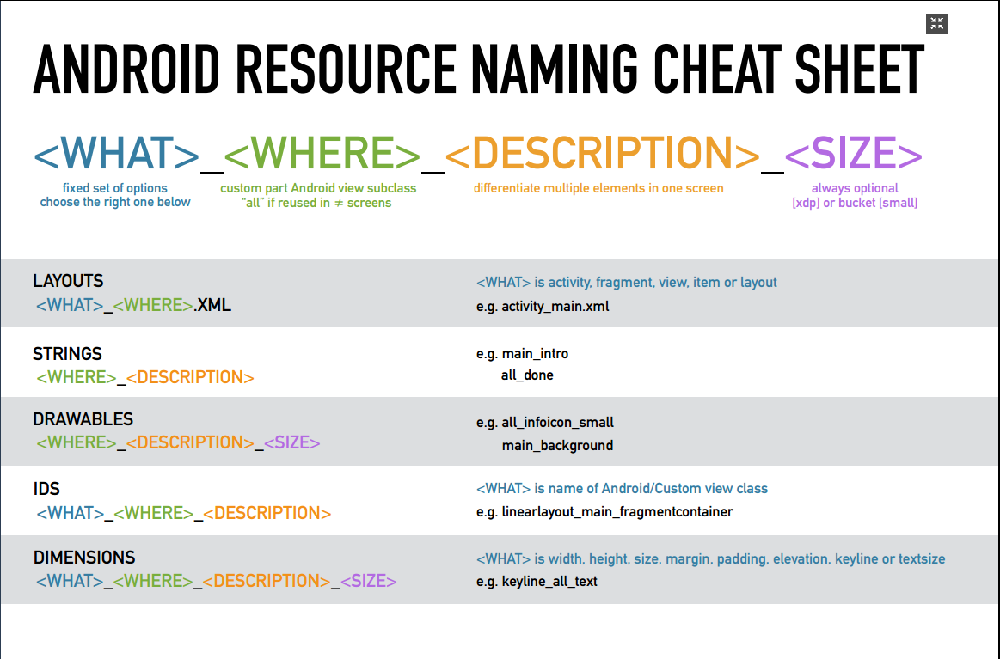 ANDROID RESOURCE NAMING CHEAT SHEET
<WHAT>_<WHERE>_<DESCRIPTION>_<SIZE>
fixed set of options
choose the right one below
custom part Android view subclass
“all” if reused in ≠ screens
differentiate multiple elements in one screen
always optional
[xdp] or bucket [small]
LAYOUTS
<WHAT>_<WHERE>.XML
<WHAT> is activity, fragment, view, item or layout
e.g. activity_main.xml
STRINGS
<WHERE>_<DESCRIPTION>
e.g. main_intro
all_done
DRAWABLES
<WHERE>_<DESCRIPTION>_<SIZE>
e.g. all_infoicon_small
main_background
IDS
<WHAT>_<WHERE>_<DESCRIPTION>
<WHAT> is name of Android/Custom view class
e.g. linearlayout_main_fragmentcontainer
DIMENSIONS
<WHAT>_<WHERE>_<DESCRIPTION>_<SIZE>
<WHAT> is width, height, size, margin, padding, elevation, keyline or textsize
e.g. keyline_all_text